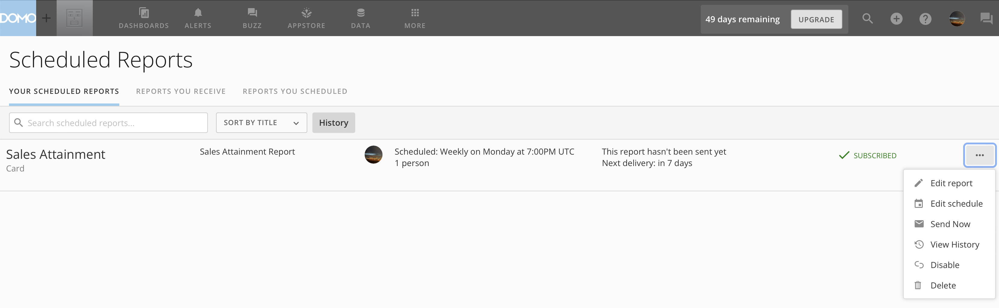 DOMO
DASHBOARDS
ALERTS
BUZZ
APPSTORE
DATA
MORE
49 days remaining
UPGRADE
Scheduled Reports
YOUR SCHEDULED REPORTS
REPORTS YOU RECEIVE
REPORTS YOU SCHEDULED
Search scheduled reports...
SORT BY TITLE
History
Sales Attainment
Card
Sales Attainment Report
Scheduled: Weekly on Monday at 7:00PM UTC
1 person
This report hasn't been sent yet
Next delivery: in 7 days
SUBSCRIBED
Edit report
Edit schedule
Send Now
View History
Disable
Delete